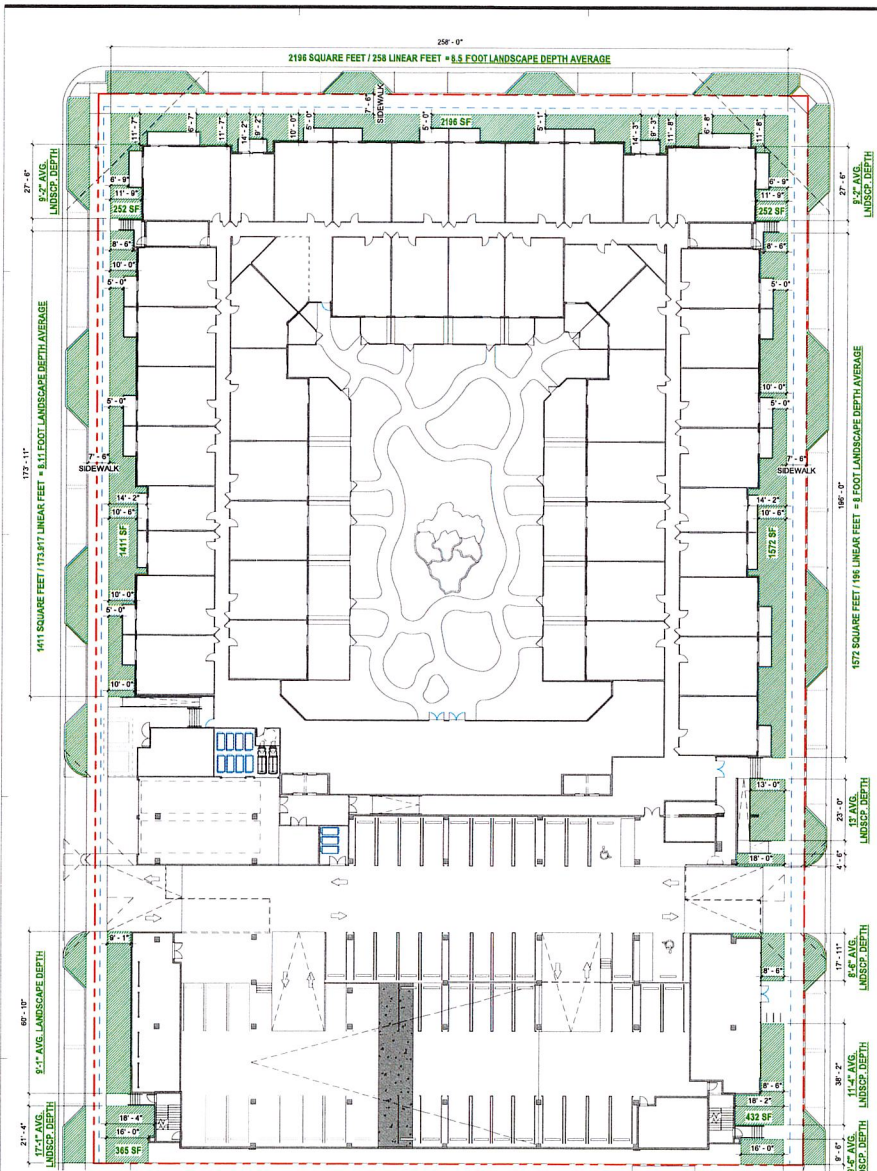 258' - 0"
2196 SQUARE FEET / 258 LINEAR FEET = 8.5 FOOT LANDSCAPE DEPTH AVERAGE
7' - 6"
SIDEWALK
2196 SF
11' - 7"
6' - 7"
11' - 7"
14' - 2"
9' - 2"
10' - 0"
5' - 0"
5' - 0"
5' - 1"
14' - 3"
9' - 3"
11' - 8"
6' - 8"
11' - 8"
27' - 6"
9'-2" AVG.
LNDSCP. DEPTH
6' - 9"
11' - 9"
252 SF
8' - 6"
10' - 0"
5' - 0"
6' - 9"
11' - 9"
252 SF
8' - 6"
27' - 6"
9'-2" AVG.
LNDSCP. DEPTH
5' - 0"
10' - 0"
5' - 0"
173' - 11"
1411 SQUARE FEET / 173.917 LINEAR FEET = 8.11 FOOT LANDSCAPE DEPTH AVERAGE
5' - 0"
7' - 6"
SIDEWALK
14' - 2"
10' - 6"
1411 SF
10' - 0"
5' - 0"
10' - 0"
7' - 6"
SIDEWALK
14' - 2"
10' - 6"
1572 SF
196' - 0"
1572 SQUARE FEET / 196 LINEAR FEET = 8 FOOT LANDSCAPE DEPTH AVERAGE
13' - 0"
23' - 0"
13' AVG.
LNDSCP. DEPTH
18' - 0"
4' - 6"
9' - 1"
60' - 10"
9'-1" AVG. LANDSCAPE DEPTH
8' - 6"
17' - 11"
8'-6" AVG.
LNDSCP. DEPTH
8' - 6"
18' - 2"
432 SF
38' - 2"
11'-4" AVG.
LNDSCP. DEPTH
18' - 4"
16' - 0"
365 SF
21' - 4"
17'-1" AVG.
LNDSCP. DEPTH
16' - 0"
9' - 6"